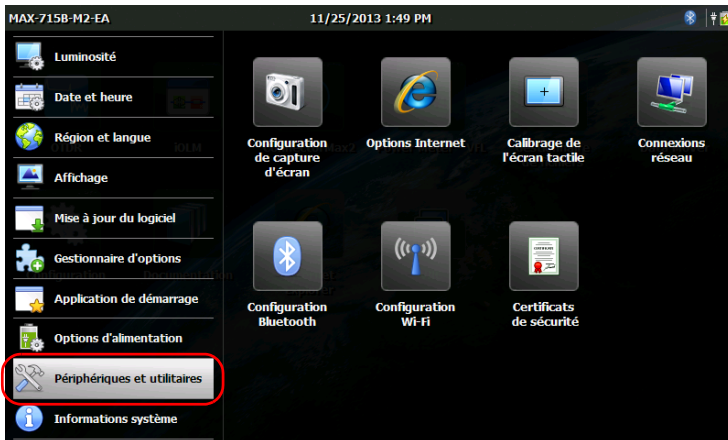 MAX-715B-M2-EA
11/25/2013 1:49 PM
Luminosité
Date et heure
Région et langue
Affichage
Mise à jour du logiciel
Gestionnaire d'options
Application de démarrage
Options d'alimentation
Périphériques et utilitaires
Informations système
Configuration
de capture
d'écran
Options Internet
Calibrage de
l'écran tactile
Connexions
réseau
Configuration
Bluetooth
Configuration
Wi-Fi
Certificats
de sécurité